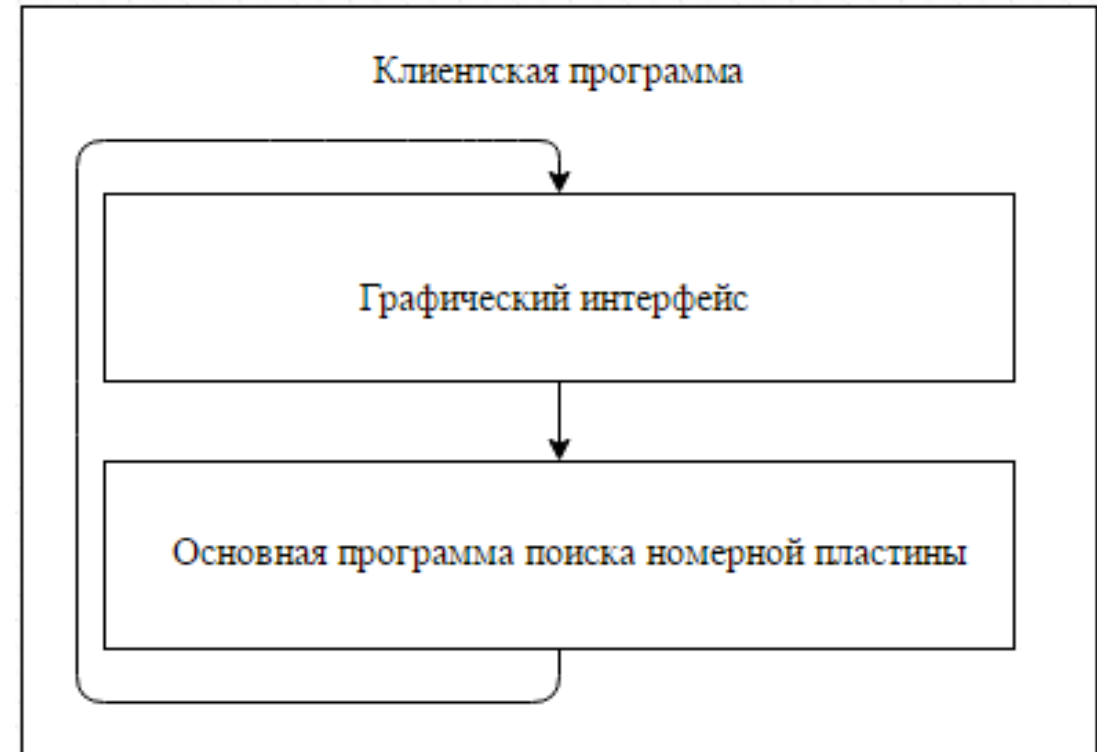 Клиентская программа
Графический интерфейс
Основная программа поиска номерной пластины